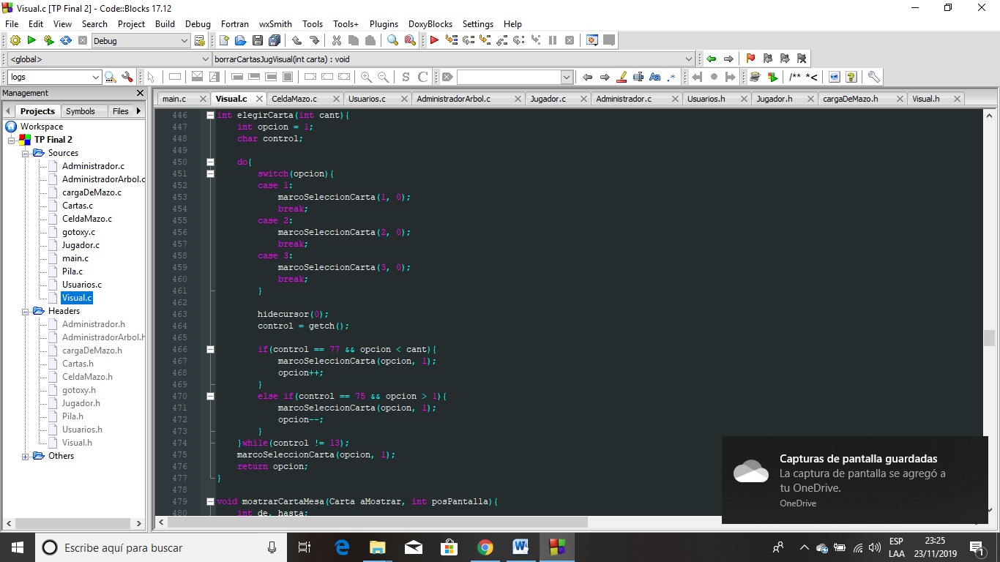 Visual.c [TP Final 2] - Code::Blocks 17.12
File Edit View Search Project Build Debug Fortran wxSmith Tools Tools+ Plugins DoxyBlocks Settings Help
Debug
<global> borrarCartasJugVisual(int carta) : void
logs S C Aa .* /** *<
Management
main.c Visual.c CeldaMazo.c Usuarios.c AdministradorArbol.c Jugador.c Administrador.c Usuarios.h Jugador.h cargaDeMazo.h Visual.h
Projects Symbols Files
Workspace
TP Final 2
Sources
Administrador.c
AdministradorArbol.c
cargaDeMazo.c
Cartas.c
CeldaMazo.c
gotoxy.c
Jugador.c
main.c
Pila.c
Usuarios.c
Visual.c
Headers
Administrador.h
AdministradorArbol.h
cargaDeMazo.h
Cartas.h
CeldaMazo.h
gotoxy.h
Jugador.h
Pila.h
Usuarios.h
Visual.h
Others
446 int elegirCarta(int cant){
447 int opcion = 1;
448 char control;
449
450 do{
451 switch(opcion){
452 case 1:
453 marcoSeleccionCarta(1, 0);
454 break;
455 case 2:
456 marcoSeleccionCarta(2, 0);
457 break;
458 case 3:
459 marcoSeleccionCarta(3, 0);
460 break;
461 }
462
463 hidecursor(0);
464 control = getch();
465
466 if(control == 77 && opcion < cant){
467 marcoSeleccionCarta(opcion, 1);
468 opcion++;
469 }
470 else if(control == 75 && opcion > 1){
471 marcoSeleccionCarta(opcion, 1);
472 opcion--;
473 }
474 }while(control != 13);
475 marcoSeleccionCarta(opcion, 1);
476 return opcion;
477 }
478
479 void mostrarCartaMesa(Carta aMostrar, int posPantalla){
480 int de, hasta;
Capturas de pantalla guardadas
La captura de pantalla se agregó a
tu OneDrive.
OneDrive
Escribe aquí para buscar
ESP
LAA
23:25
23/11/2019
1